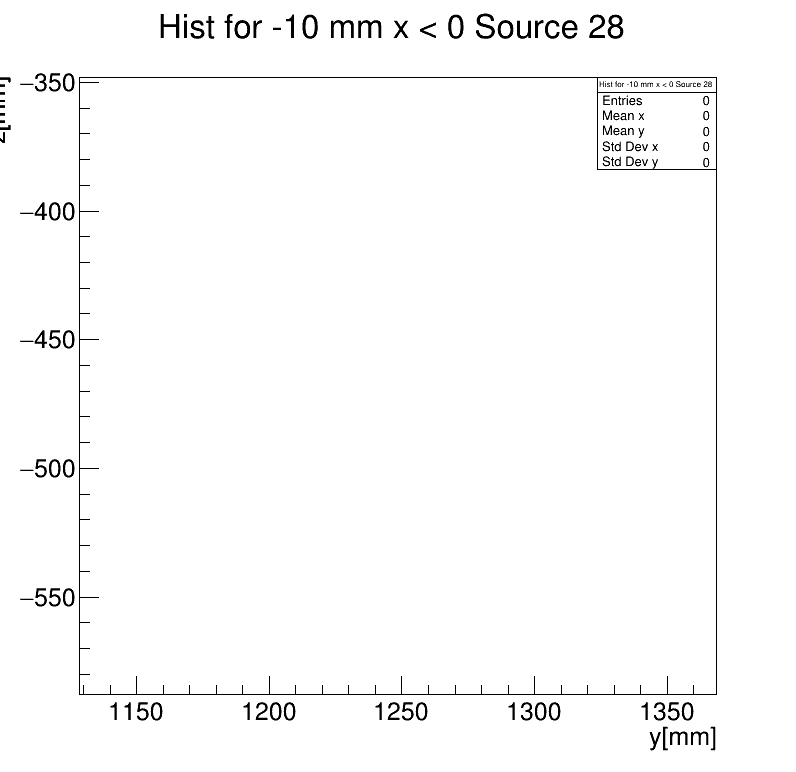 Hist for -10 mm x < 0 Source 28
z[mm]
Hist for -10 mm x < 0 Source 28
Entries 0
Mean x 0
Mean y 0
Std Dev x 0
Std Dev y 0
−350
−400
−450
−500
−550
1150 1200 1250 1300 1350
y[mm]